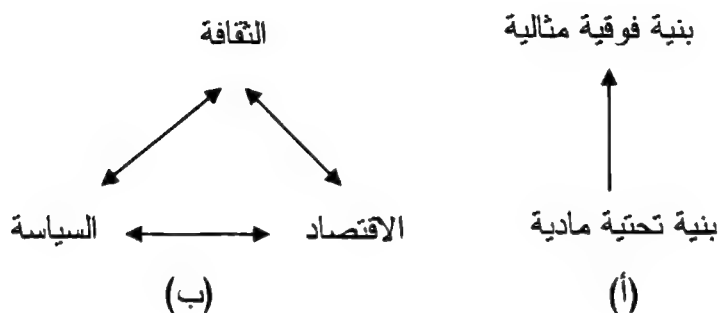 بنية فوقية مثالية
بنية تحتية مادية
(أ)
الثقافة
الاقتصاد
السياسة
(ب)